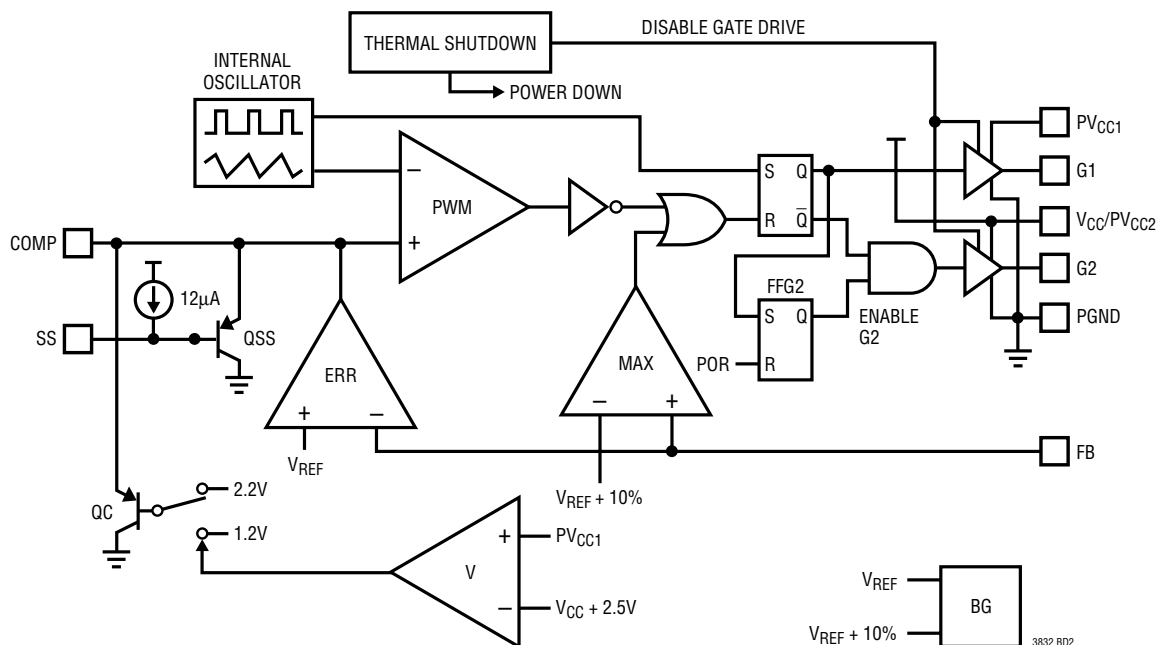 THERMAL SHUTDOWN
DISABLE GATE DRIVE
POWER DOWN
INTERNAL
OSCILLATOR
PVCC1
G1
VCC/PVCC2
G2
PGND
FB
COMP
SS
12μA
QSS
−
PWM
+
S Q
R Q̅
FFG2
S Q
POR
R
ENABLE
G2
ERR
+ −
VREF
MAX
− +
VREF + 10%
QC
2.2V
1.2V
V
+
PVCC1
−
VCC + 2.5V
VREF
BG
VREF + 10%
3832 BD2